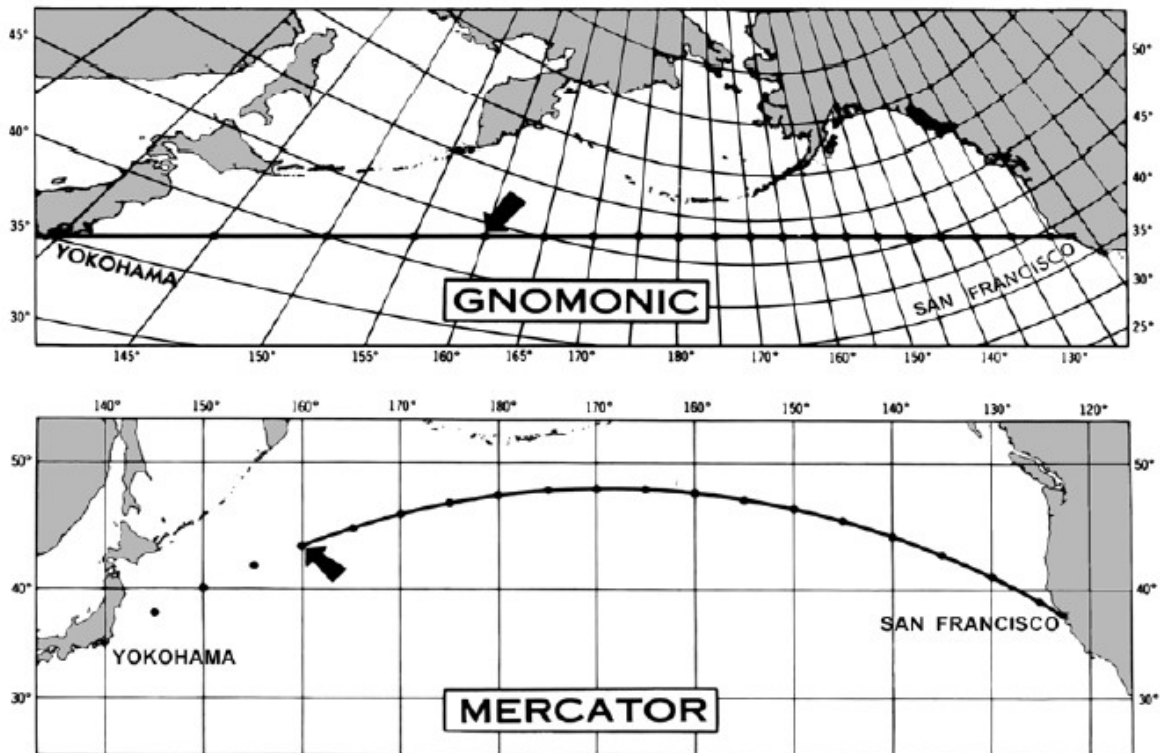 45° 50°
45°
40°
40°
35° 35°
YOKOHAMA
SAN FRANCISCO
30°
GNOMONIC
30° 25°
145° 150° 155° 160° 165° 170° 180° 170° 160° 150° 140° 130°
140° 150° 160° 170° 180° 170° 160° 150° 140° 130° 120°
50° 50°
40° 40°
SAN FRANCISCO
YOKOHAMA
30° 30°
MERCATOR